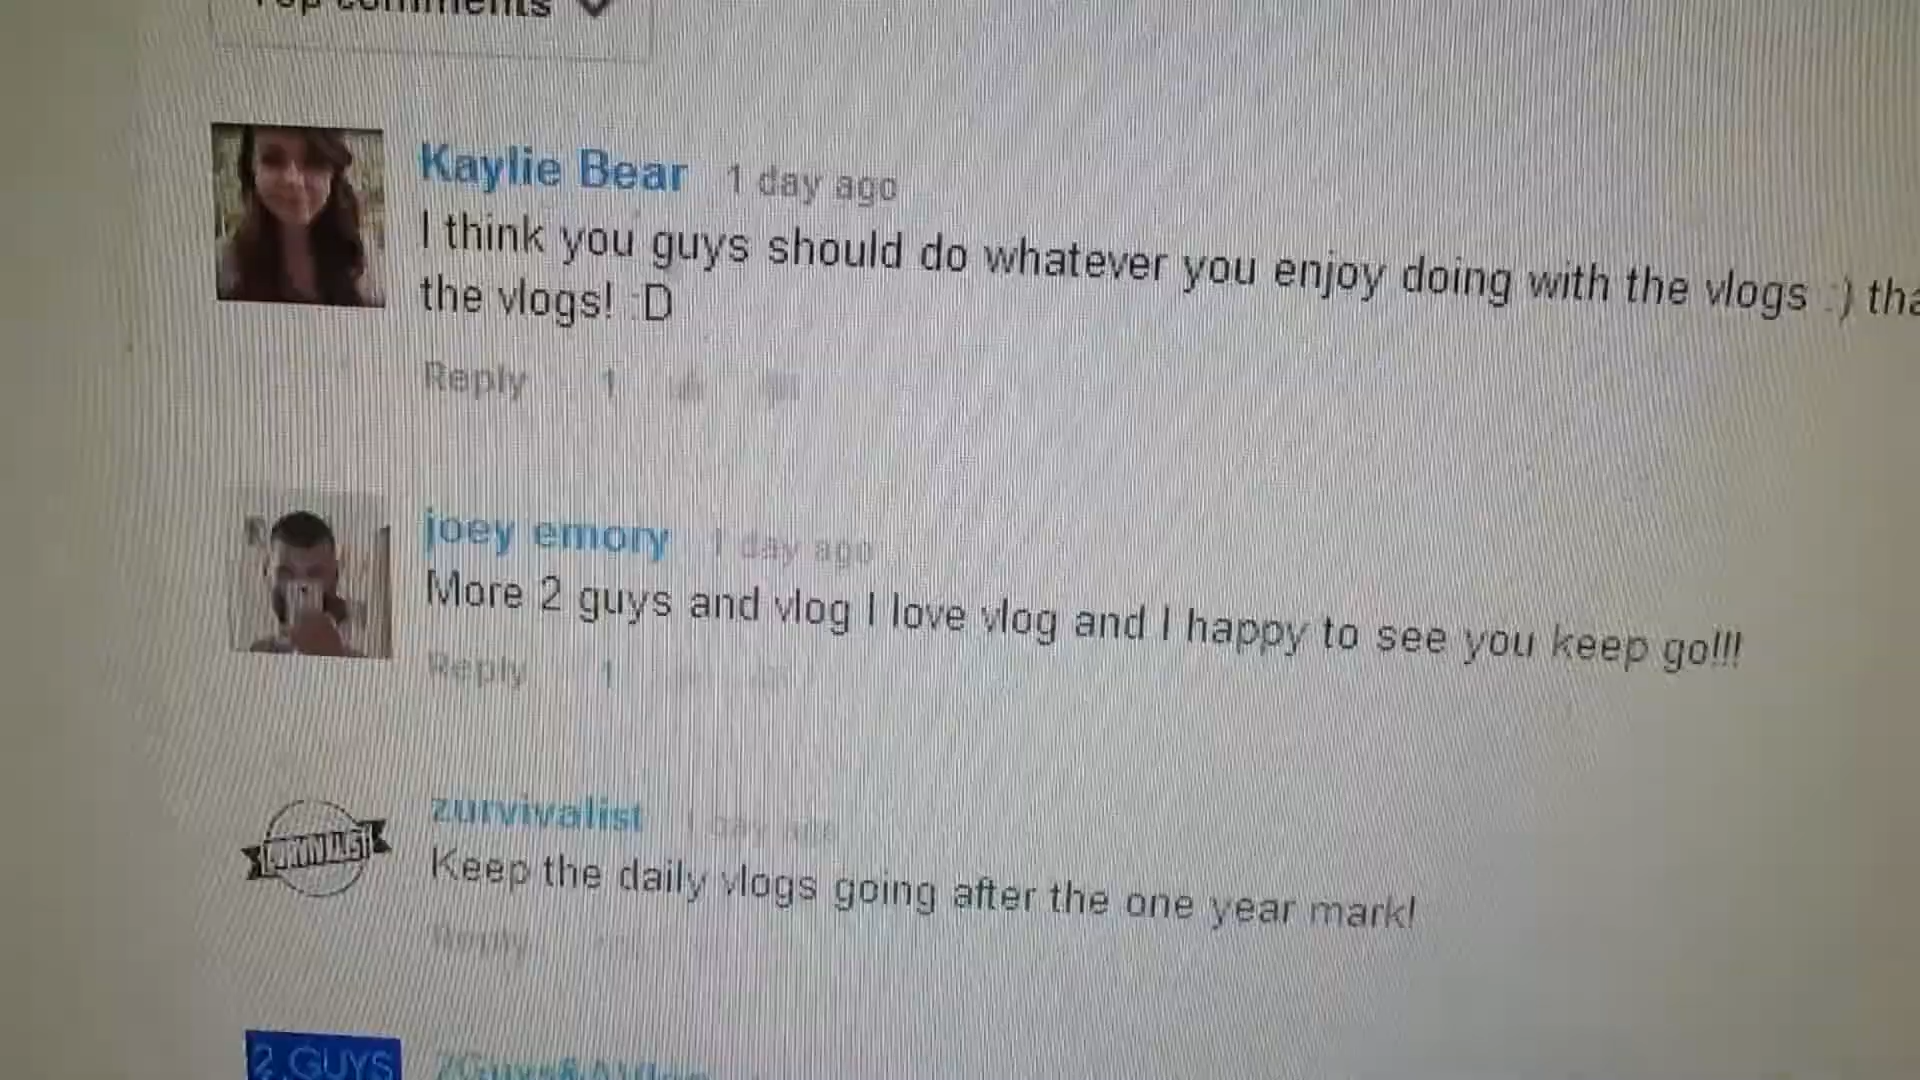 Top comments
Kaylie Bear 1 day ago
I think you guys should do whatever you enjoy doing with the vlogs :) tha
the vlogs! :D
Reply 1
joey emory 1 day ago
More 2 guys and vlog I love vlog and I happy to see you keep go!!!
Reply 1
zurvivalist 1 day ago
Keep the daily vlogs going after the one year mark!
Reply
2 GUYS